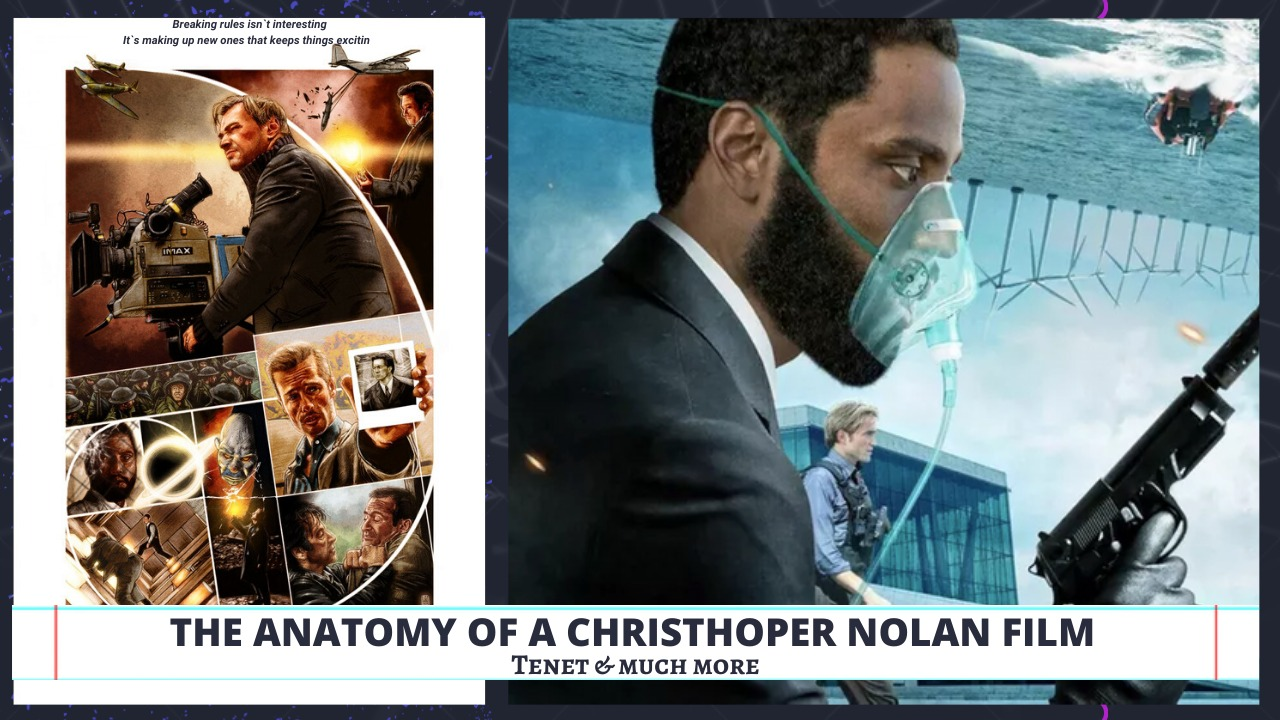 Breaking rules isn`t interesting
It`s making up new ones that keeps things excitin
IMAX
THE ANATOMY OF A CHRISTHOPER NOLAN FILM
Tenet & much more